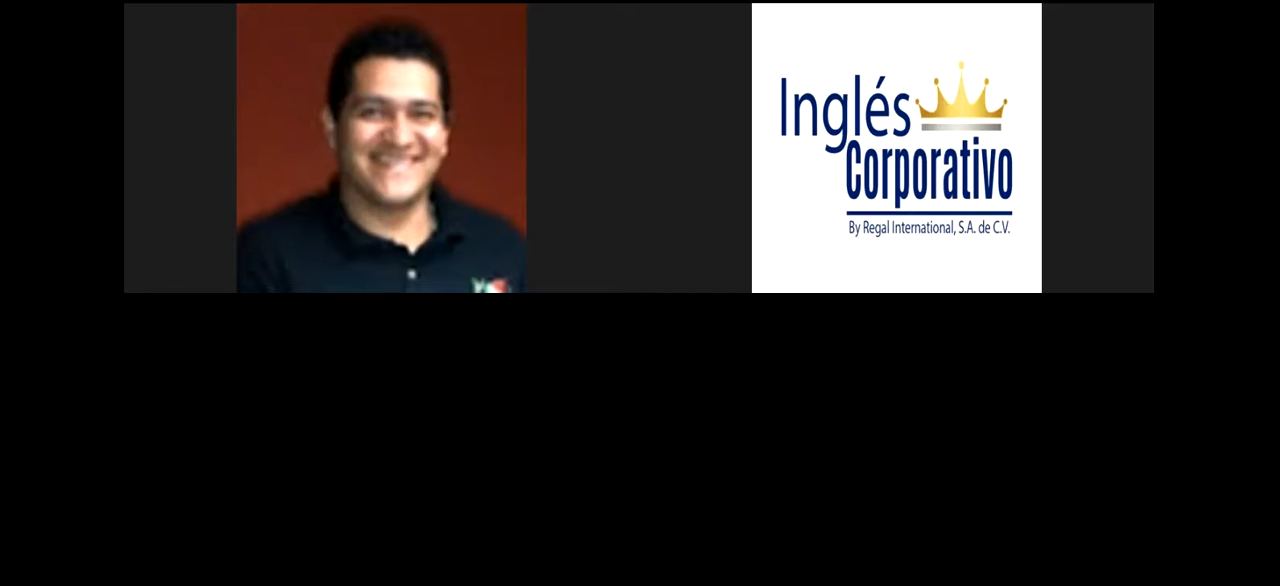 Inglés
Corporativo
By Regal International, S.A. de C.V.